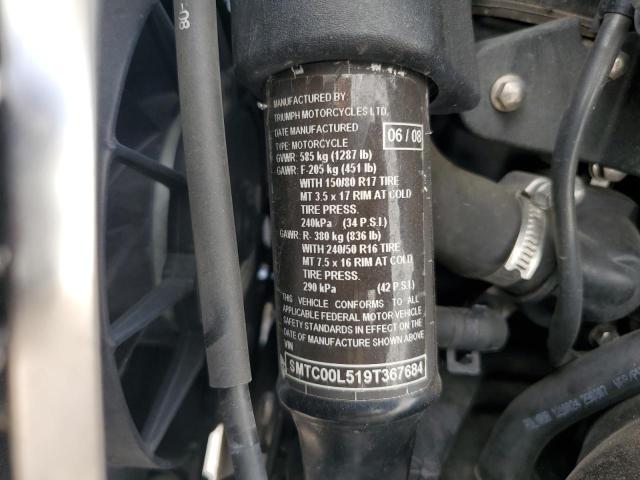 MANUFACTURED BY:
TRIUMPH MOTORCYCLES LTD.
DATE MANUFACTURED 06 / 08
TYPE: MOTORCYCLE
GVWR: 585 kg (1287 lb)
GAWR: F-205 kg (451 lb)
WITH 150/80 R17 TIRE
MT 3.5 x 17 RIM AT COLD
TIRE PRESS.
240kPa (34 P.S.I.)
GAWR: R- 380 kg (836 lb)
WITH 240/50 R16 TIRE
MT 7.5 x 16 RIM AT COLD
TIRE PRESS.
290 kPa (42 P.S.I.)
THIS VEHICLE CONFORMS TO ALL
APPLICABLE FEDERAL MOTOR VEHICLE
SAFETY STANDARDS IN EFFECT ON THE
DATE OF MANUFACTURE SHOWN ABOVE
VIN
SMTC00L519T367684